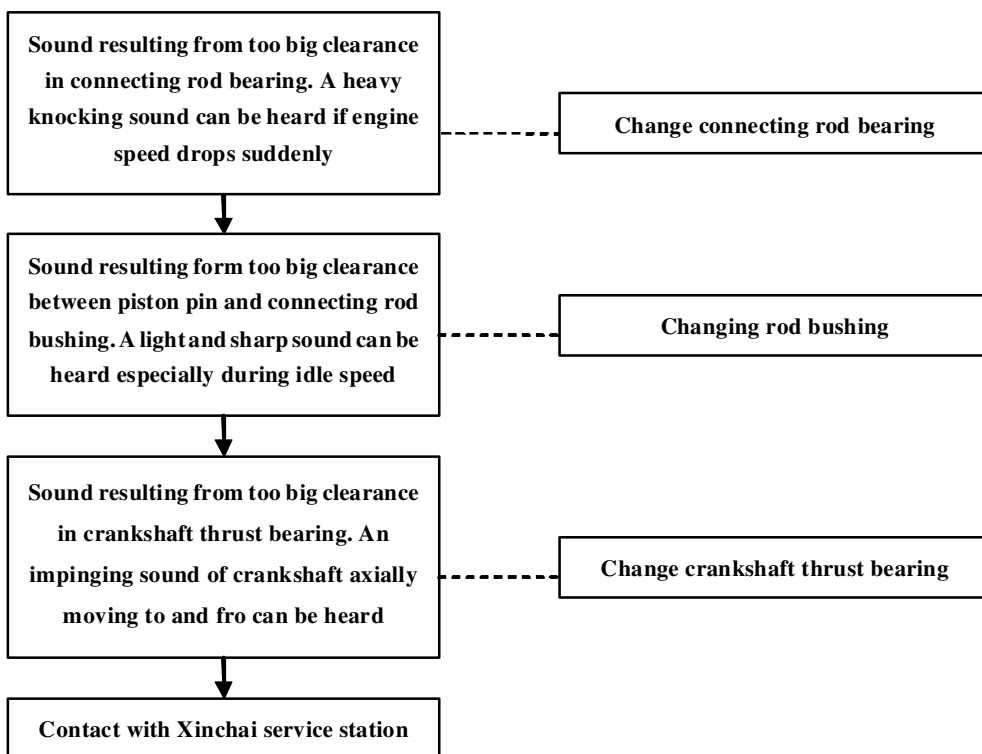 Sound resulting from too big clearance
in connecting rod bearing. A heavy
knocking sound can be heard if engine
speed drops suddenly
Change connecting rod bearing
Sound resulting form too big clearance
between piston pin and connecting rod
bushing. A light and sharp sound can be
heard especially during idle speed
Changing rod bushing
Sound resulting from too big clearance
in crankshaft thrust bearing. An
impinging sound of crankshaft axially
moving to and fro can be heard
Change crankshaft thrust bearing
Contact with Xinchai service station